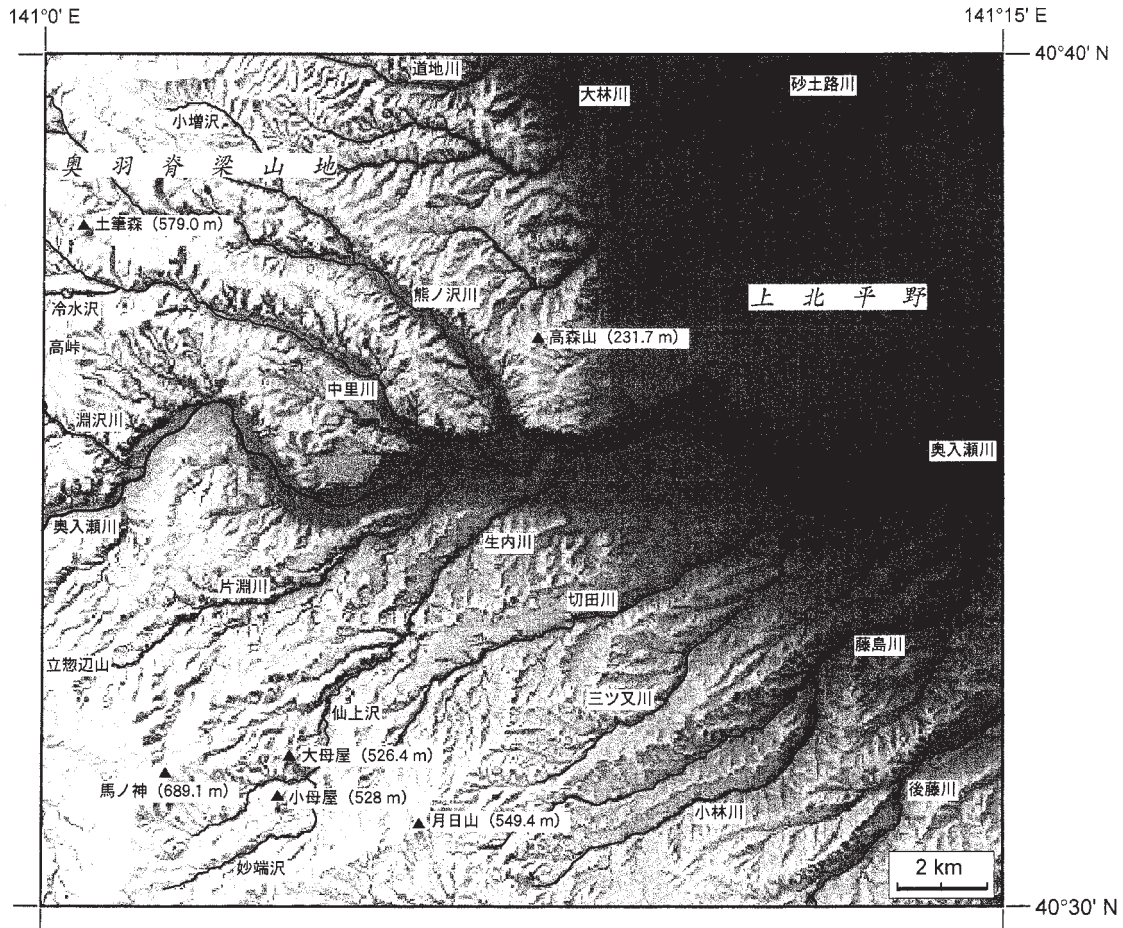 141°0' E
141°15' E
40°40' N
道地川
大林川
砂土路川
小増沢
奥羽脊梁山地
▲土筆森 (579.0 m)
冷水沢
熊ノ沢川
上北平野
高峠
▲高森山 (231.7 m)
中里川
淵沢川
奥入瀬川
奥入瀬川
生内川
片淵川
切田川
藤島川
立惣辺山
三ツ又川
仙上沢
▲大母屋 (526.4 m)
馬ノ神 (689.1 m)
小母屋 (528 m)
後藤川
▲月日山 (549.4 m)
小林川
妙端沢
2 km
40°30' N